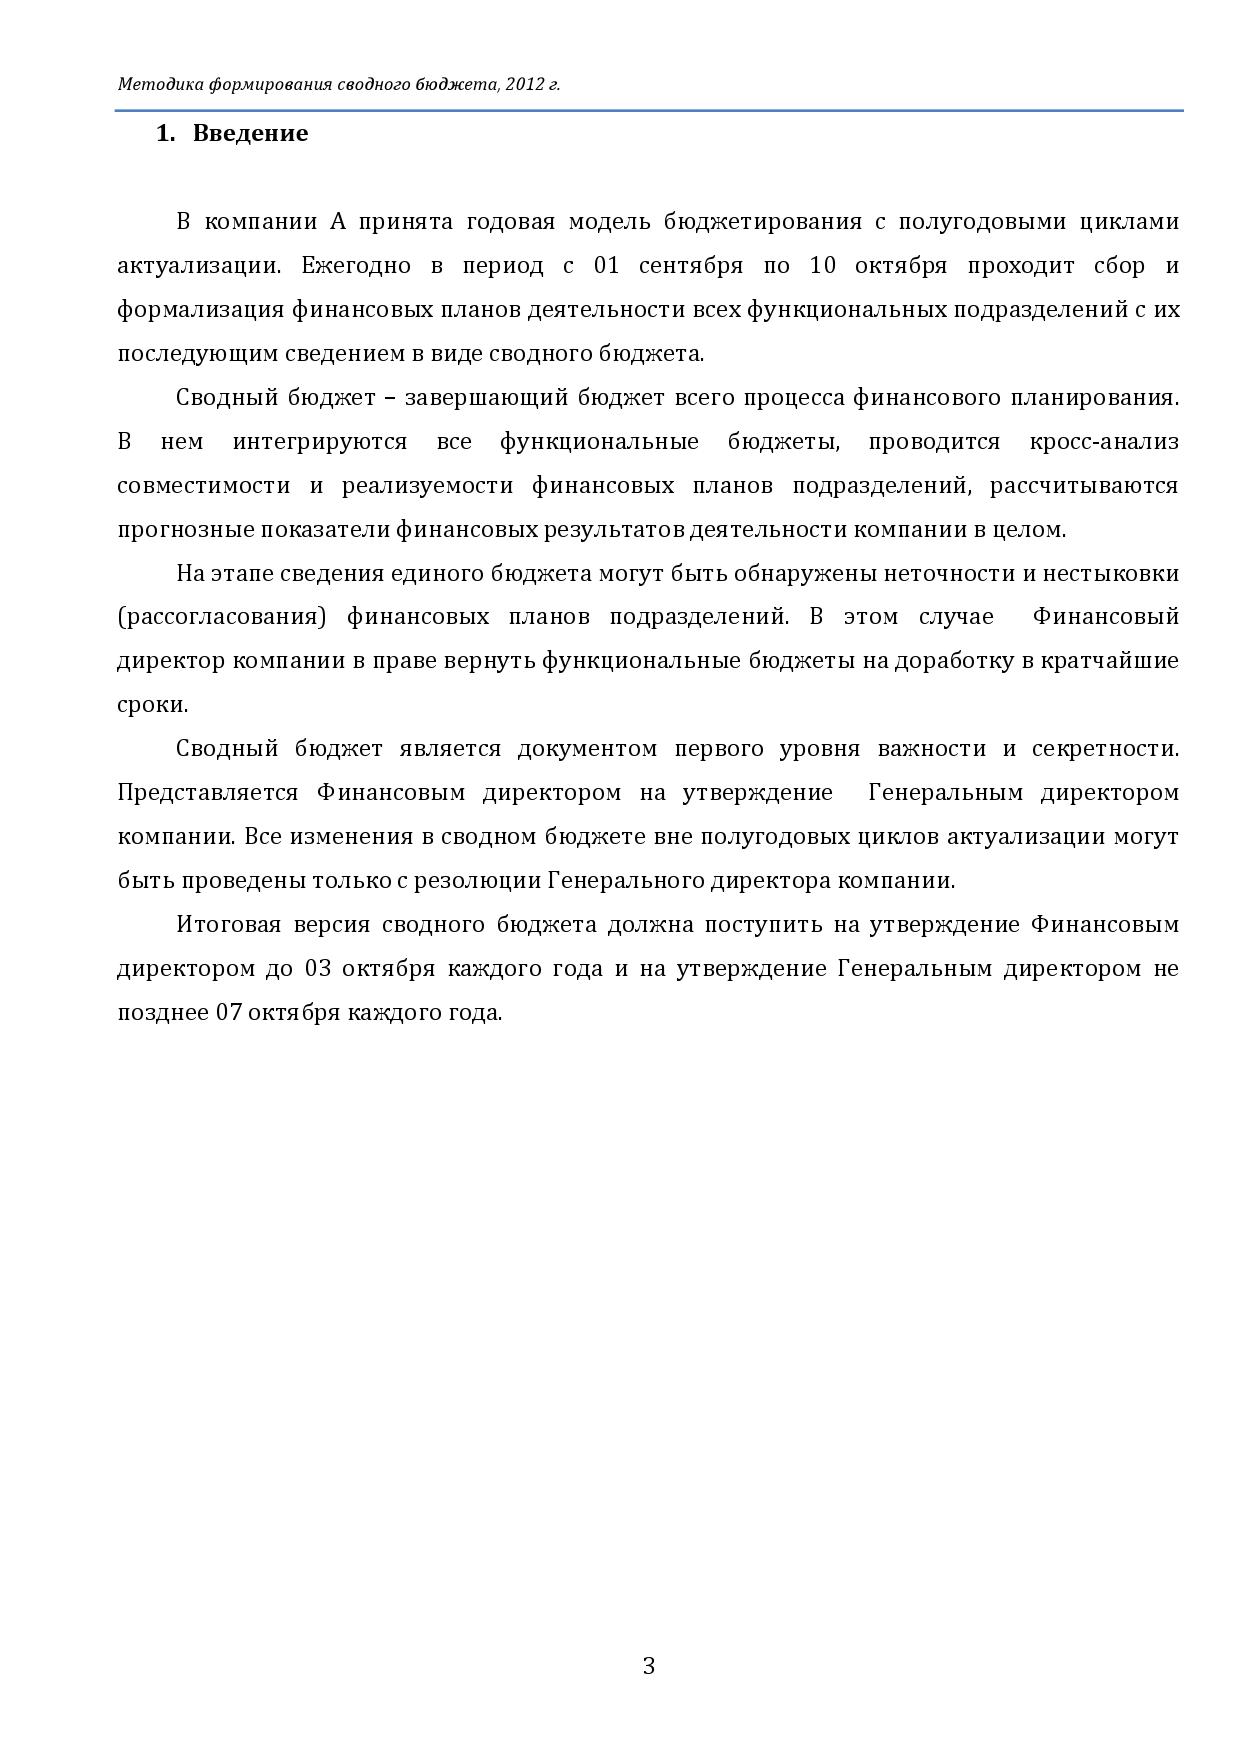 Методика формирования сводного бюджета, 2012 г.
1. Введение
В компании А принята годовая модель бюджетирования с полугодовыми циклами
актуализации. Ежегодно в период с 01 сентября по 10 октября проходит сбор и
формализация финансовых планов деятельности всех функциональных подразделений с их
последующим сведением в виде сводного бюджета.
Сводный бюджет – завершающий бюджет всего процесса финансового планирования.
В нем интегрируются все функциональные бюджеты, проводится кросс-анализ
совместимости и реализуемости финансовых планов подразделений, рассчитываются
прогнозные показатели финансовых результатов деятельности компании в целом.
На этапе сведения единого бюджета могут быть обнаружены неточности и нестыковки
(рассогласования) финансовых планов подразделений. В этом случае Финансовый
директор компании в праве вернуть функциональные бюджеты на доработку в кратчайшие
сроки.
Сводный бюджет является документом первого уровня важности и секретности.
Представляется Финансовым директором на утверждение Генеральным директором
компании. Все изменения в сводном бюджете вне полугодовых циклов актуализации могут
быть проведены только с резолюции Генерального директора компании.
Итоговая версия сводного бюджета должна поступить на утверждение Финансовым
директором до 03 октября каждого года и на утверждение Генеральным директором не
позднее 07 октября каждого года.
3